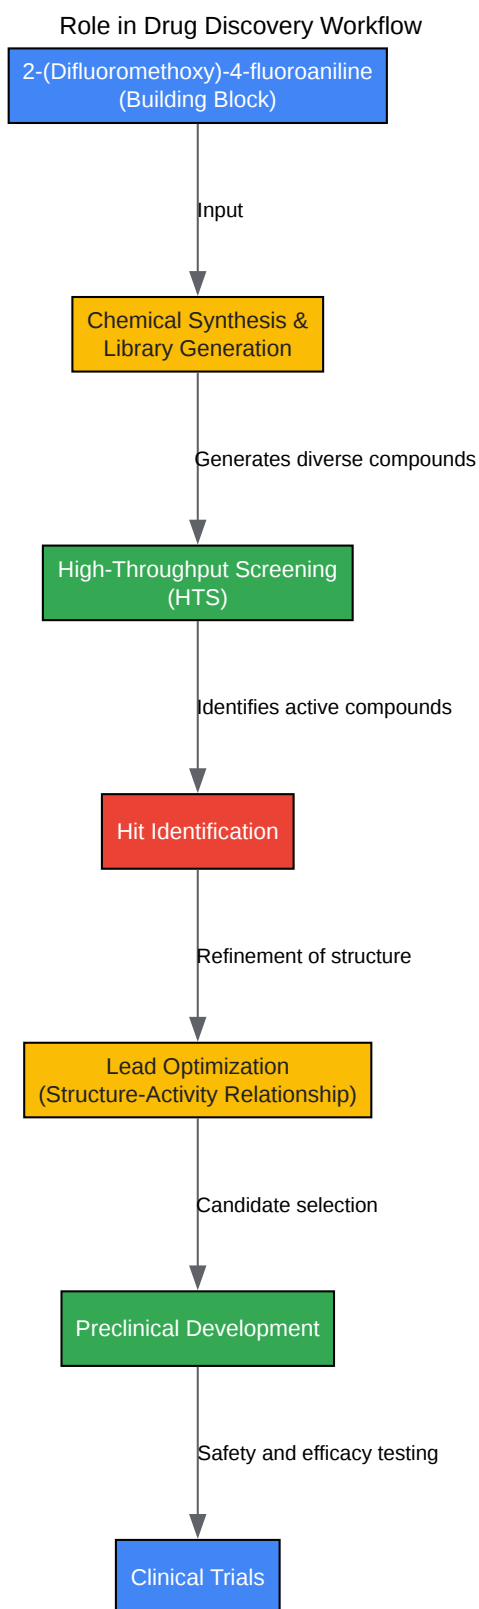 Role in Drug Discovery Workflow
2-(Difluoromethoxy)-4-fluoroaniline
(Building Block)
Input
Chemical Synthesis &
Library Generation
Generates diverse compounds
High-Throughput Screening
(HTS)
Identifies active compounds
Hit Identification
Refinement of structure
Lead Optimization
(Structure-Activity Relationship)
Candidate selection
Preclinical Development
Safety and efficacy testing
Clinical Trials